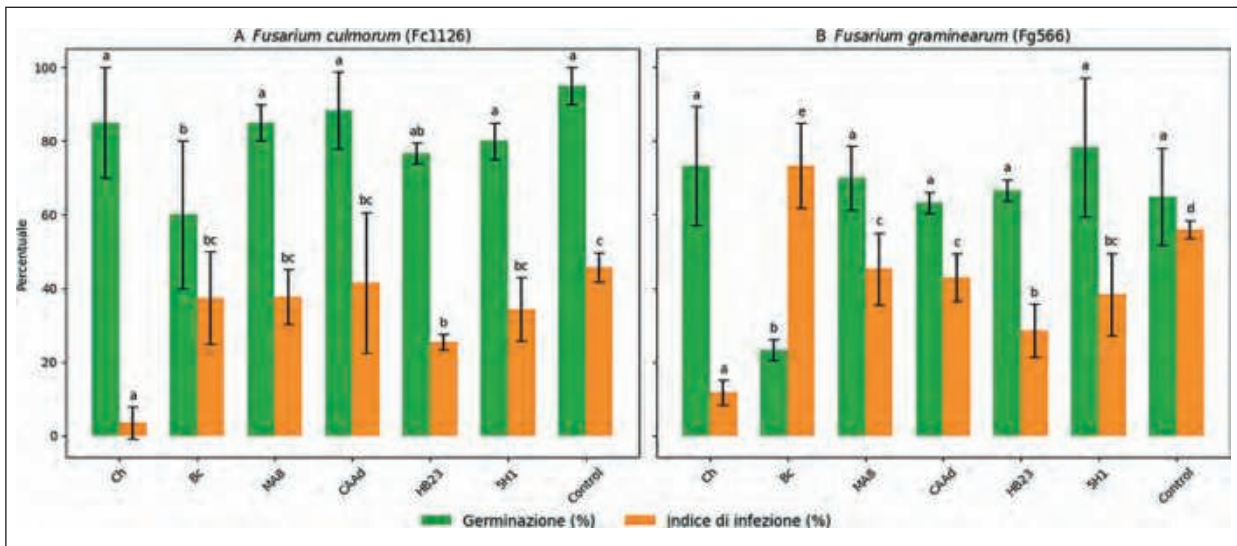 A Fusarium culmorum (Fc1126)
B Fusarium graminearum (Fg566)
Percentuale
100
80
60
40
20
0
a
a
b
bc
a
bc
a
bc
ab
b
a
bc
a
c
a
a
b
e
a
c
a
c
a
b
a
bc
a
d
Ch
Bc
MAB
CAAd
HB23
5H1
Control
Ch
Bc
MAB
CAAd
HB23
5H1
Control
Germinazione (%)
Indice di infezione (%)